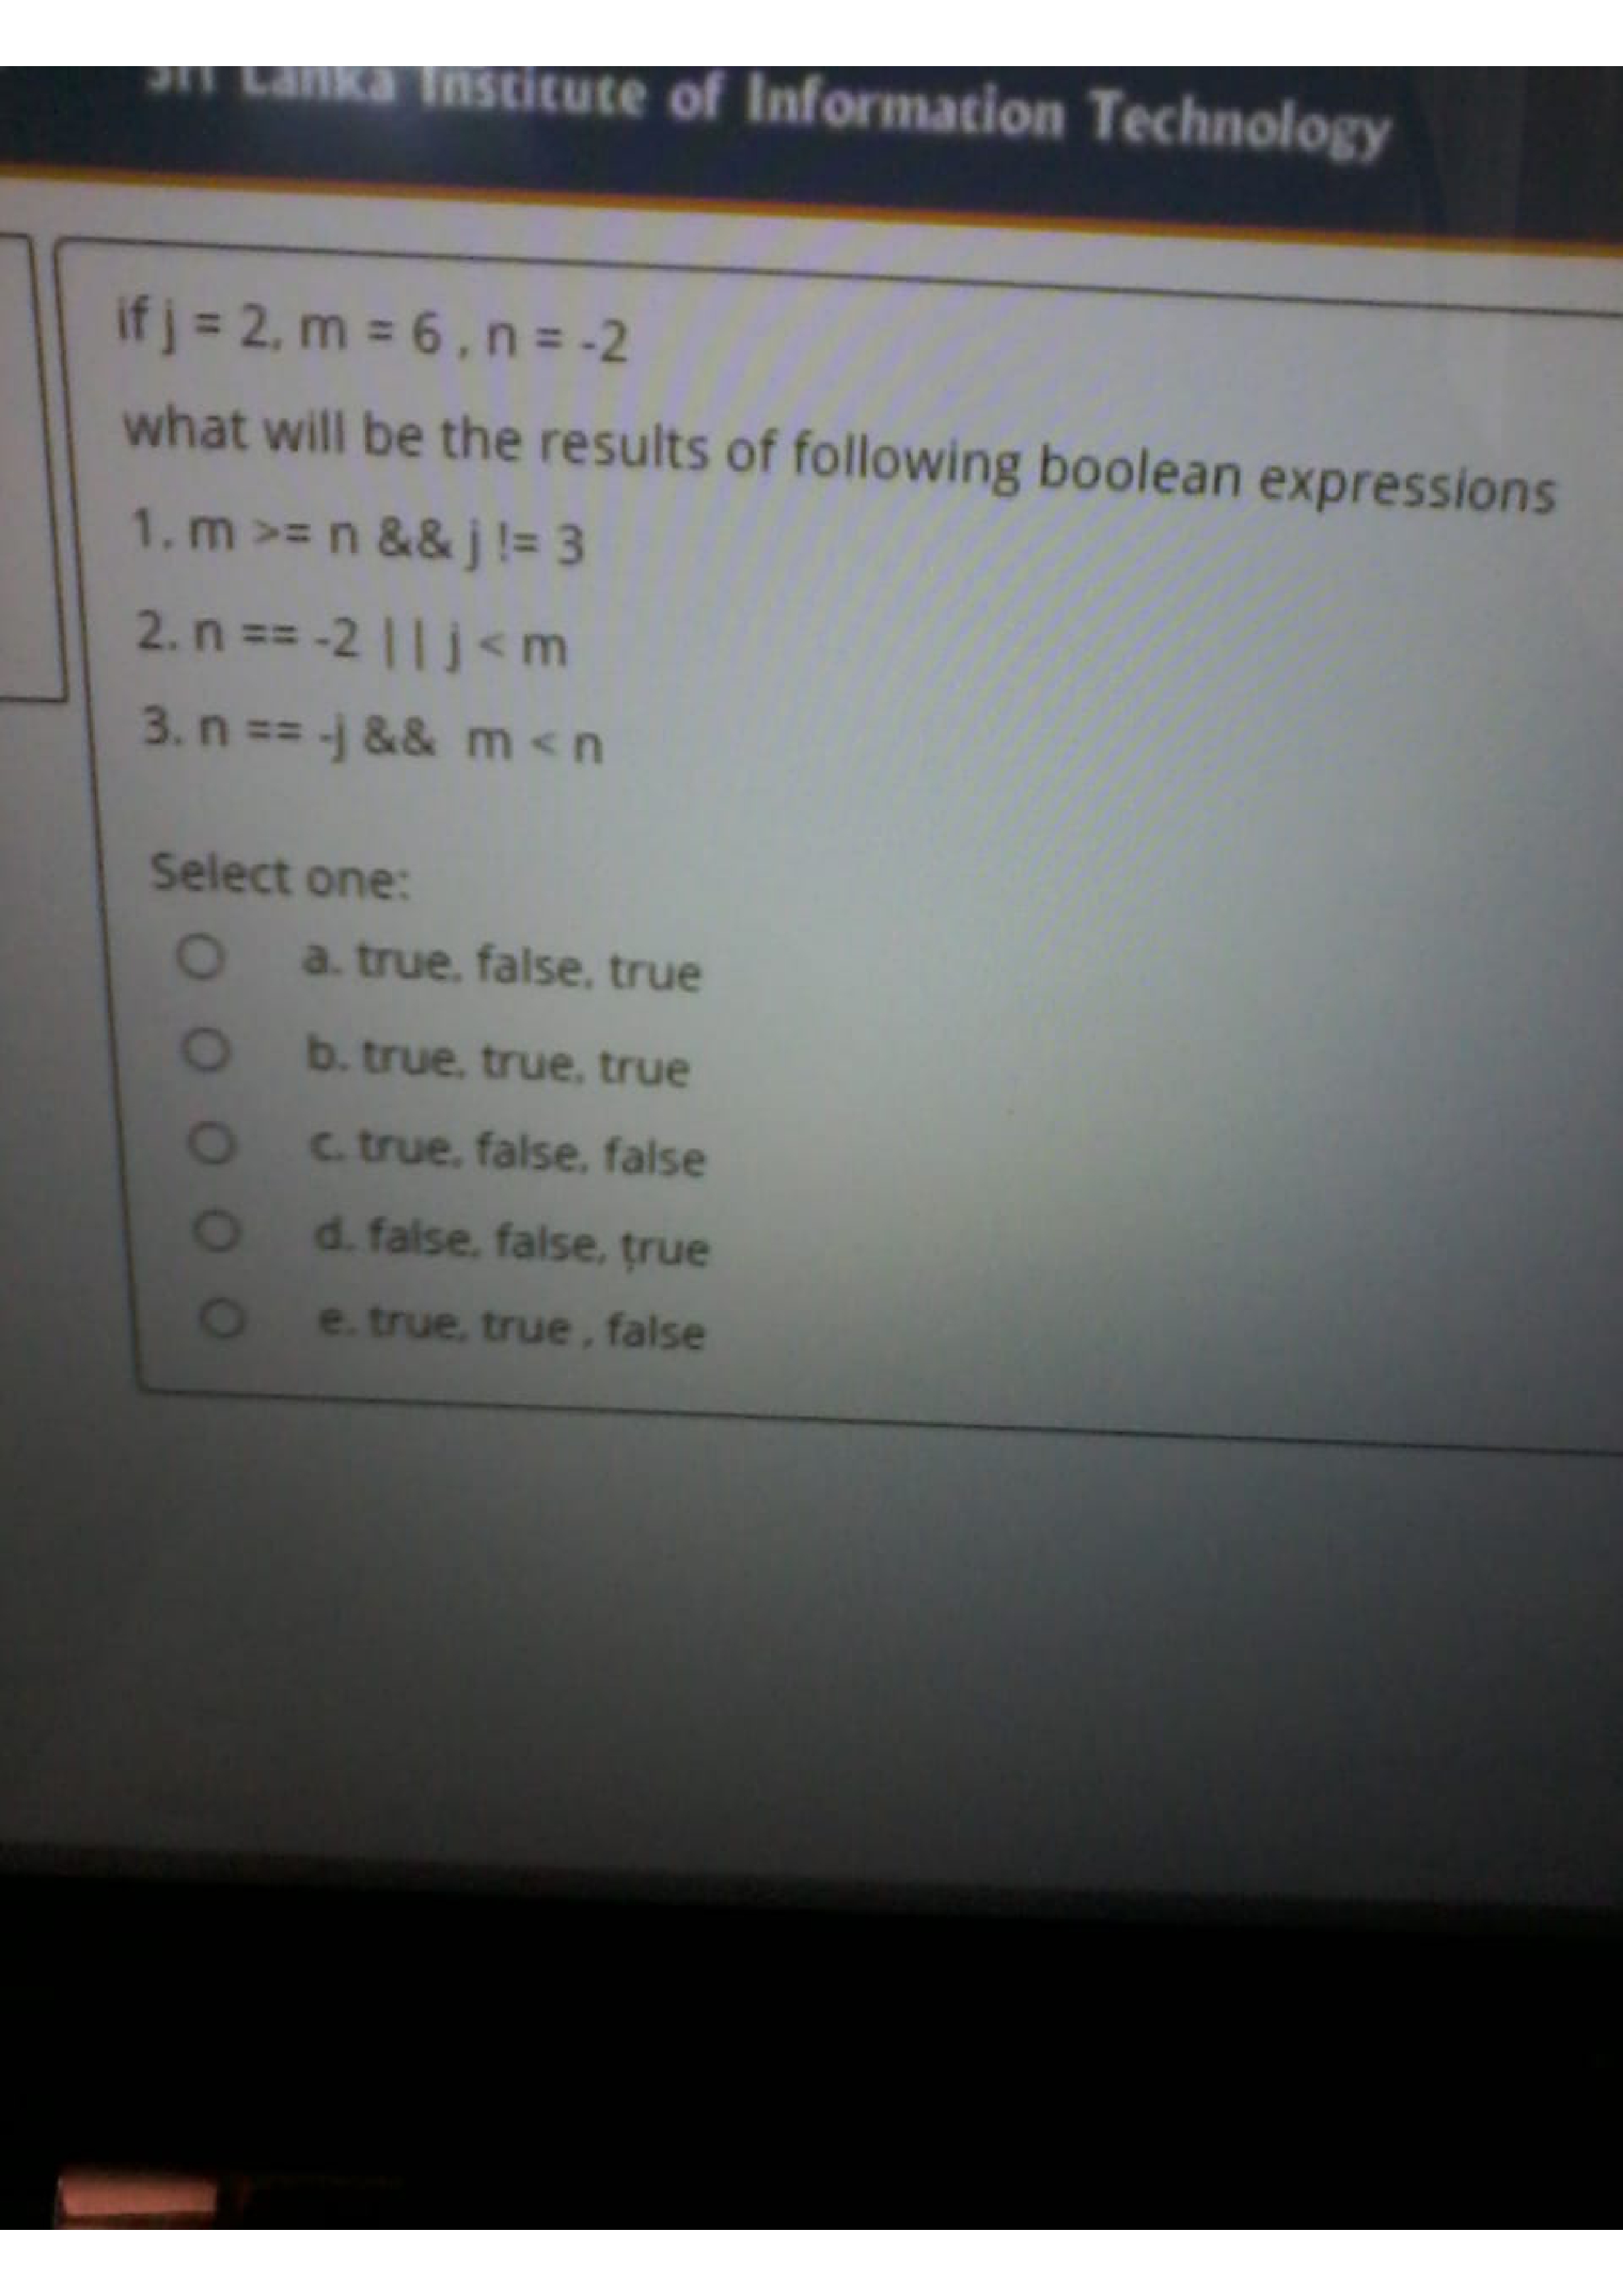 Sri Lanka Institute of Information Technology
if j = 2, m = 6 , n = -2
what will be the results of following boolean expressions
1. m >= n && j != 3
2. n == -2 || j < m
3. n == -j && m < n
Select one:
a. true, false, true
b. true, true, true
c. true, false, false
d. false, false, true
e. true, true , false